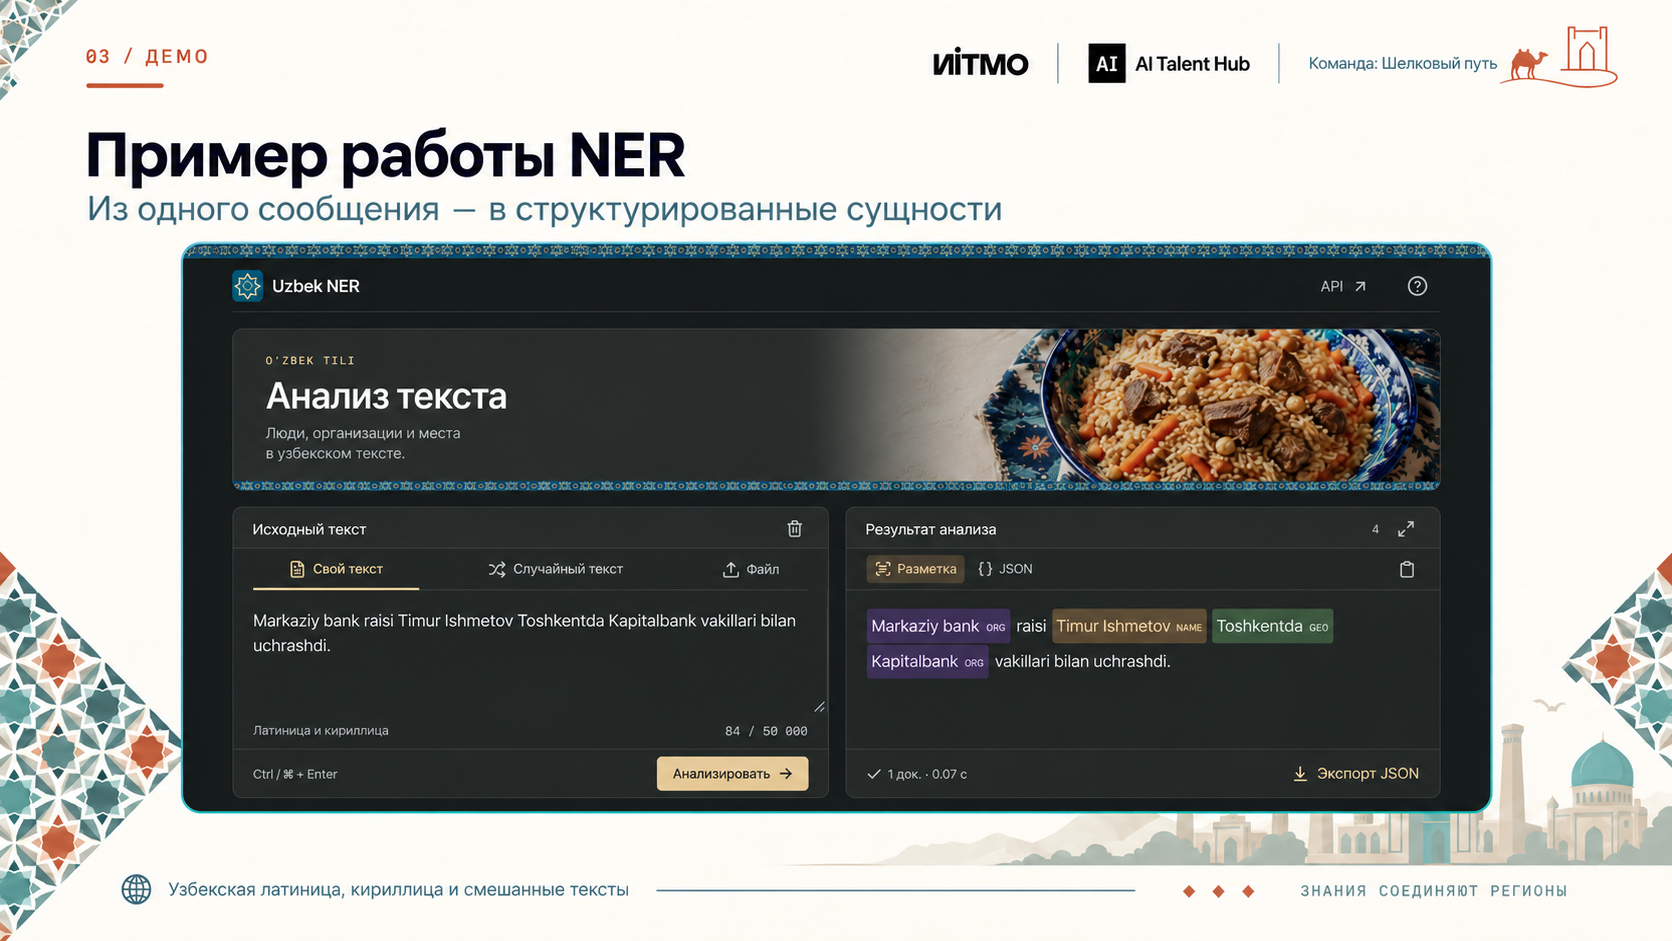 03 / ДЕМО
ИİТМО
AI
AI Talent Hub
Команда: Шелковый путь
Пример работы NER
Из одного сообщения — в структурированные сущности
Uzbek NER
API
?
O'ZBEK TILI
Анализ текста
Люди, организации и места
в узбекском тексте.
Исходный текст
Свой текст
Случайный текст
Файл
Markaziy bank raisi Timur Ishmetov Toshkentda Kapitalbank vakillari bilan
uchrashdi.
Латиница и кириллица
84 / 50 000
Ctrl / ⌘ + Enter
Анализировать →
Результат анализа
4
Разметка
{} JSON
Markaziy bank ORG raisi Timur Ishmetov NAME Toshkentda GEO
Kapitalbank ORG vakillari bilan uchrashdi.
1 док. · 0.07 с
Экспорт JSON
Узбекская латиница, кириллица и смешанные тексты
ЗНАНИЯ СОЕДИНЯЮТ РЕГИОНЫ